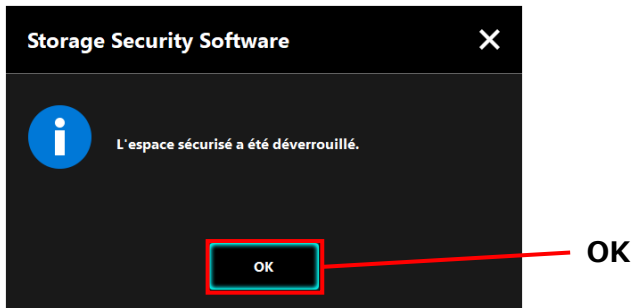 Storage Security Software
L'espace sécurisé a été déverrouillé.
OK
OK